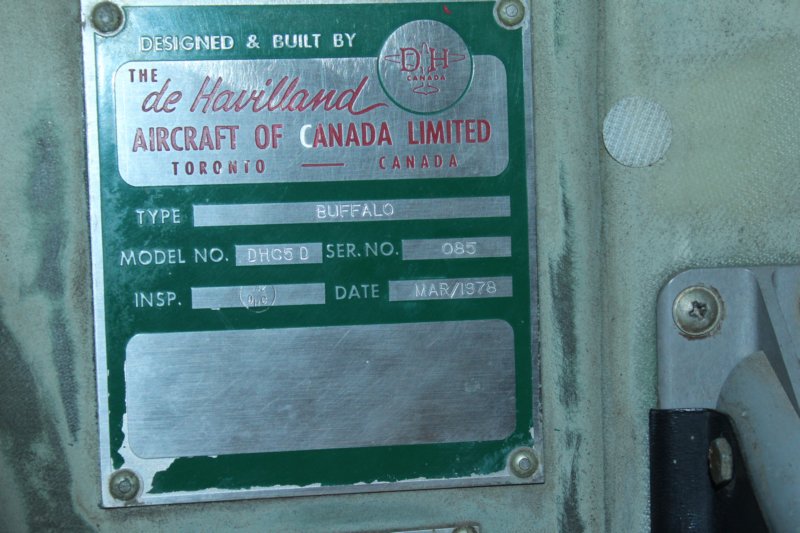 DESIGNED & BUILT BY
D H
CANADA
THE
de Havilland
AIRCRAFT OF CANADA LIMITED
TORONTO — CANADA
TYPE BUFFALO
MODEL NO. DHC5D SER. NO. 085
INSP. DATE MAR/1978